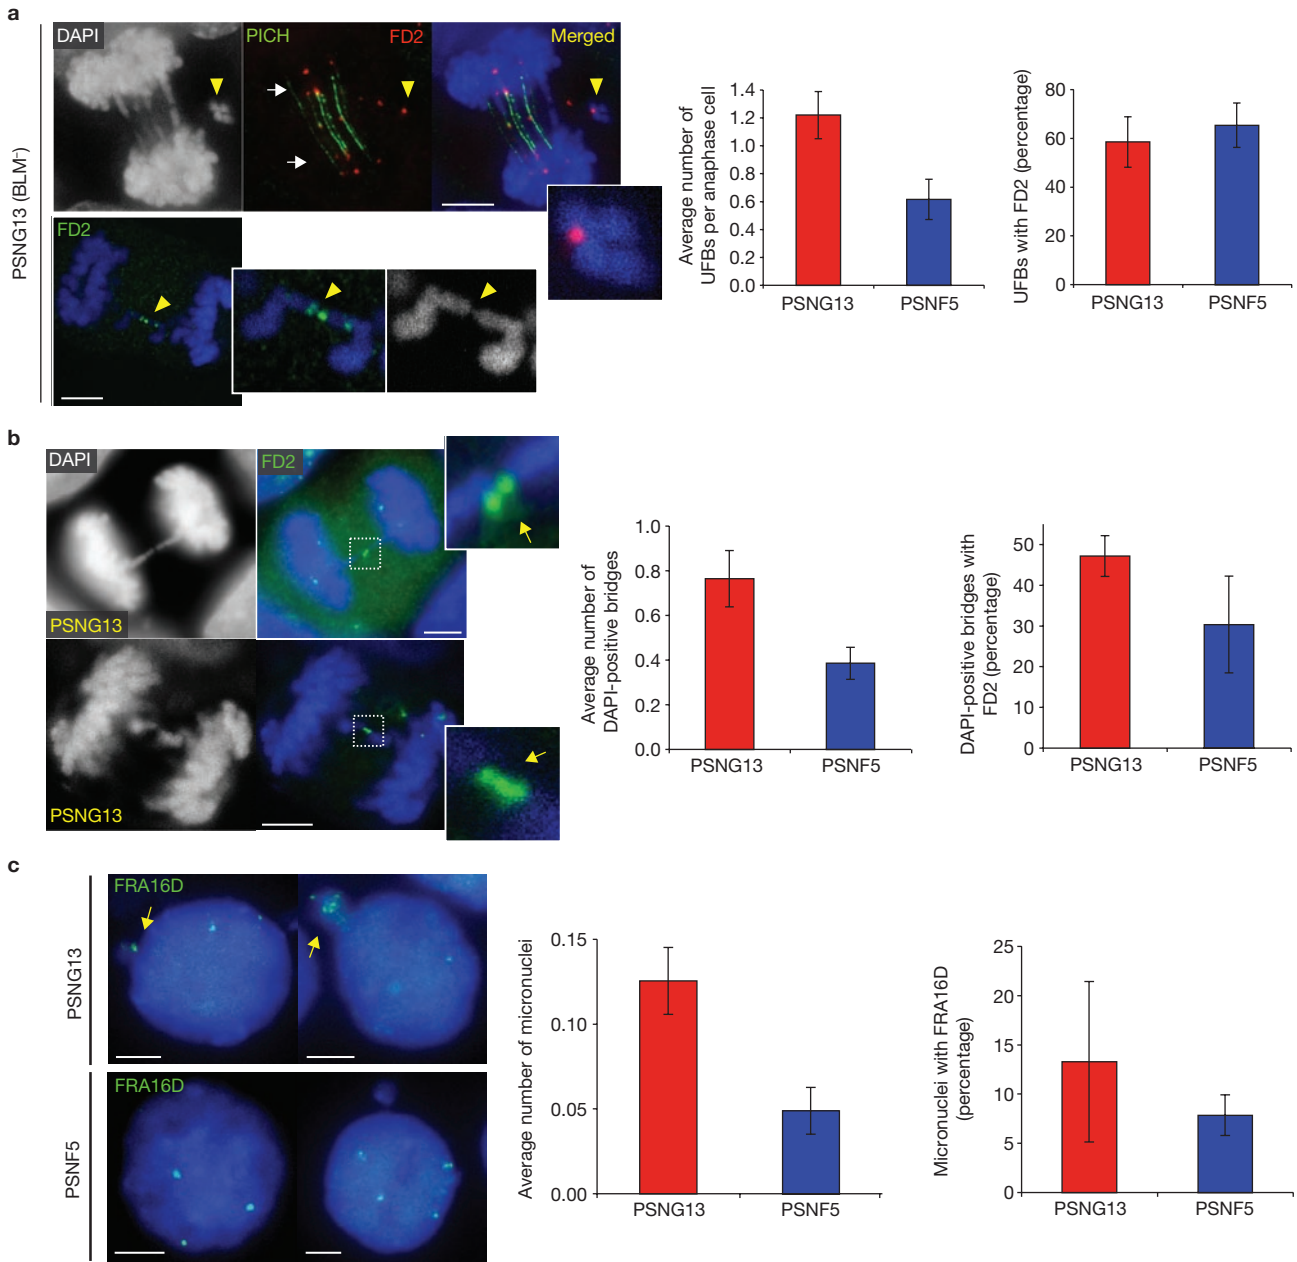 a
PSNG13 (BLM-)
DAPI
PICH
FD2
Merged
FD2
Average number of
UFBs per anaphase cell
1.4
1.2
1.0
0.8
0.6
0.4
0.2
0.0
PSNG13
PSNF5
UFBs with FD2 (percentage)
80
60
40
20
0
PSNG13
PSNF5
b
DAPI
FD2
PSNG13
PSNG13
Average number of
DAPI-positive bridges
1.0
0.8
0.6
0.4
0.2
0.0
PSNG13
PSNF5
DAPI-positive bridges with
FD2 (percentage)
50
40
30
20
10
0
PSNG13
PSNF5
c
PSNG13
FRA16D
PSNF5
FRA16D
Average number of micronuclei
0.15
0.10
0.05
0.00
PSNG13
PSNF5
Micronuclei with FRA16D
(percentage)
25
20
15
10
5
0
PSNG13
PSNF5